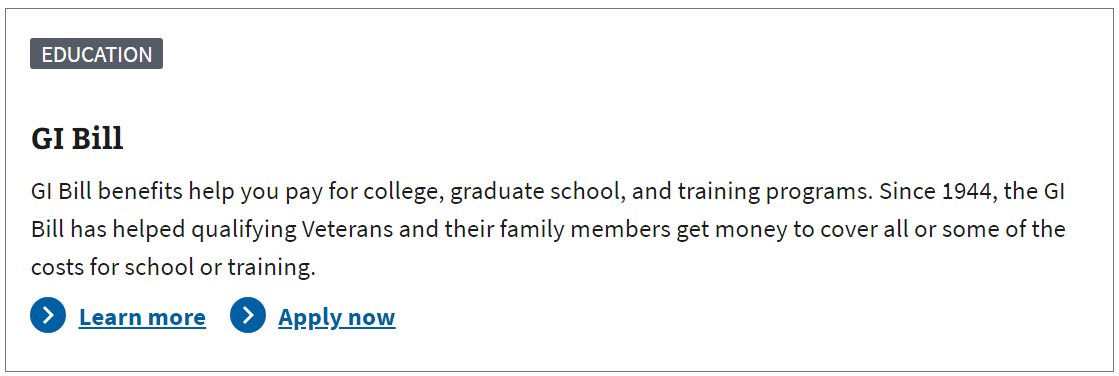 EDUCATION
GI Bill
GI Bill benefits help you pay for college, graduate school, and training programs. Since 1944, the GI
Bill has helped qualifying Veterans and their family members get money to cover all or some of the
costs for school or training.
Learn more Apply now